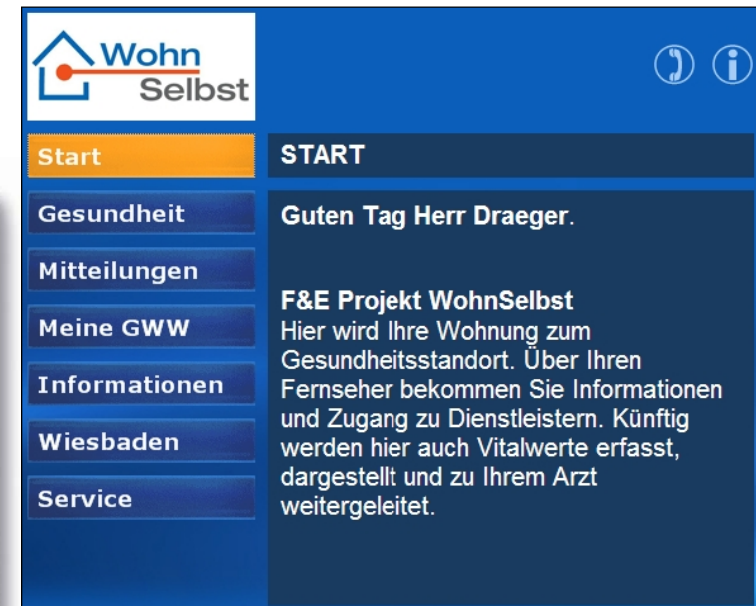 Wohn
Selbst
Start
Gesundheit
Mitteilungen
Meine GWW
Informationen
Wiesbaden
Service
START
Guten Tag Herr Draeger.
F&E Projekt WohnSelbst
Hier wird Ihre Wohnung zum
Gesundheitsstandort. Über Ihren
Fernseher bekommen Sie Informationen
und Zugang zu Dienstleistern. Künftig
werden hier auch Vitalwerte erfasst,
dargestellt und zu Ihrem Arzt
weitergeleitet.